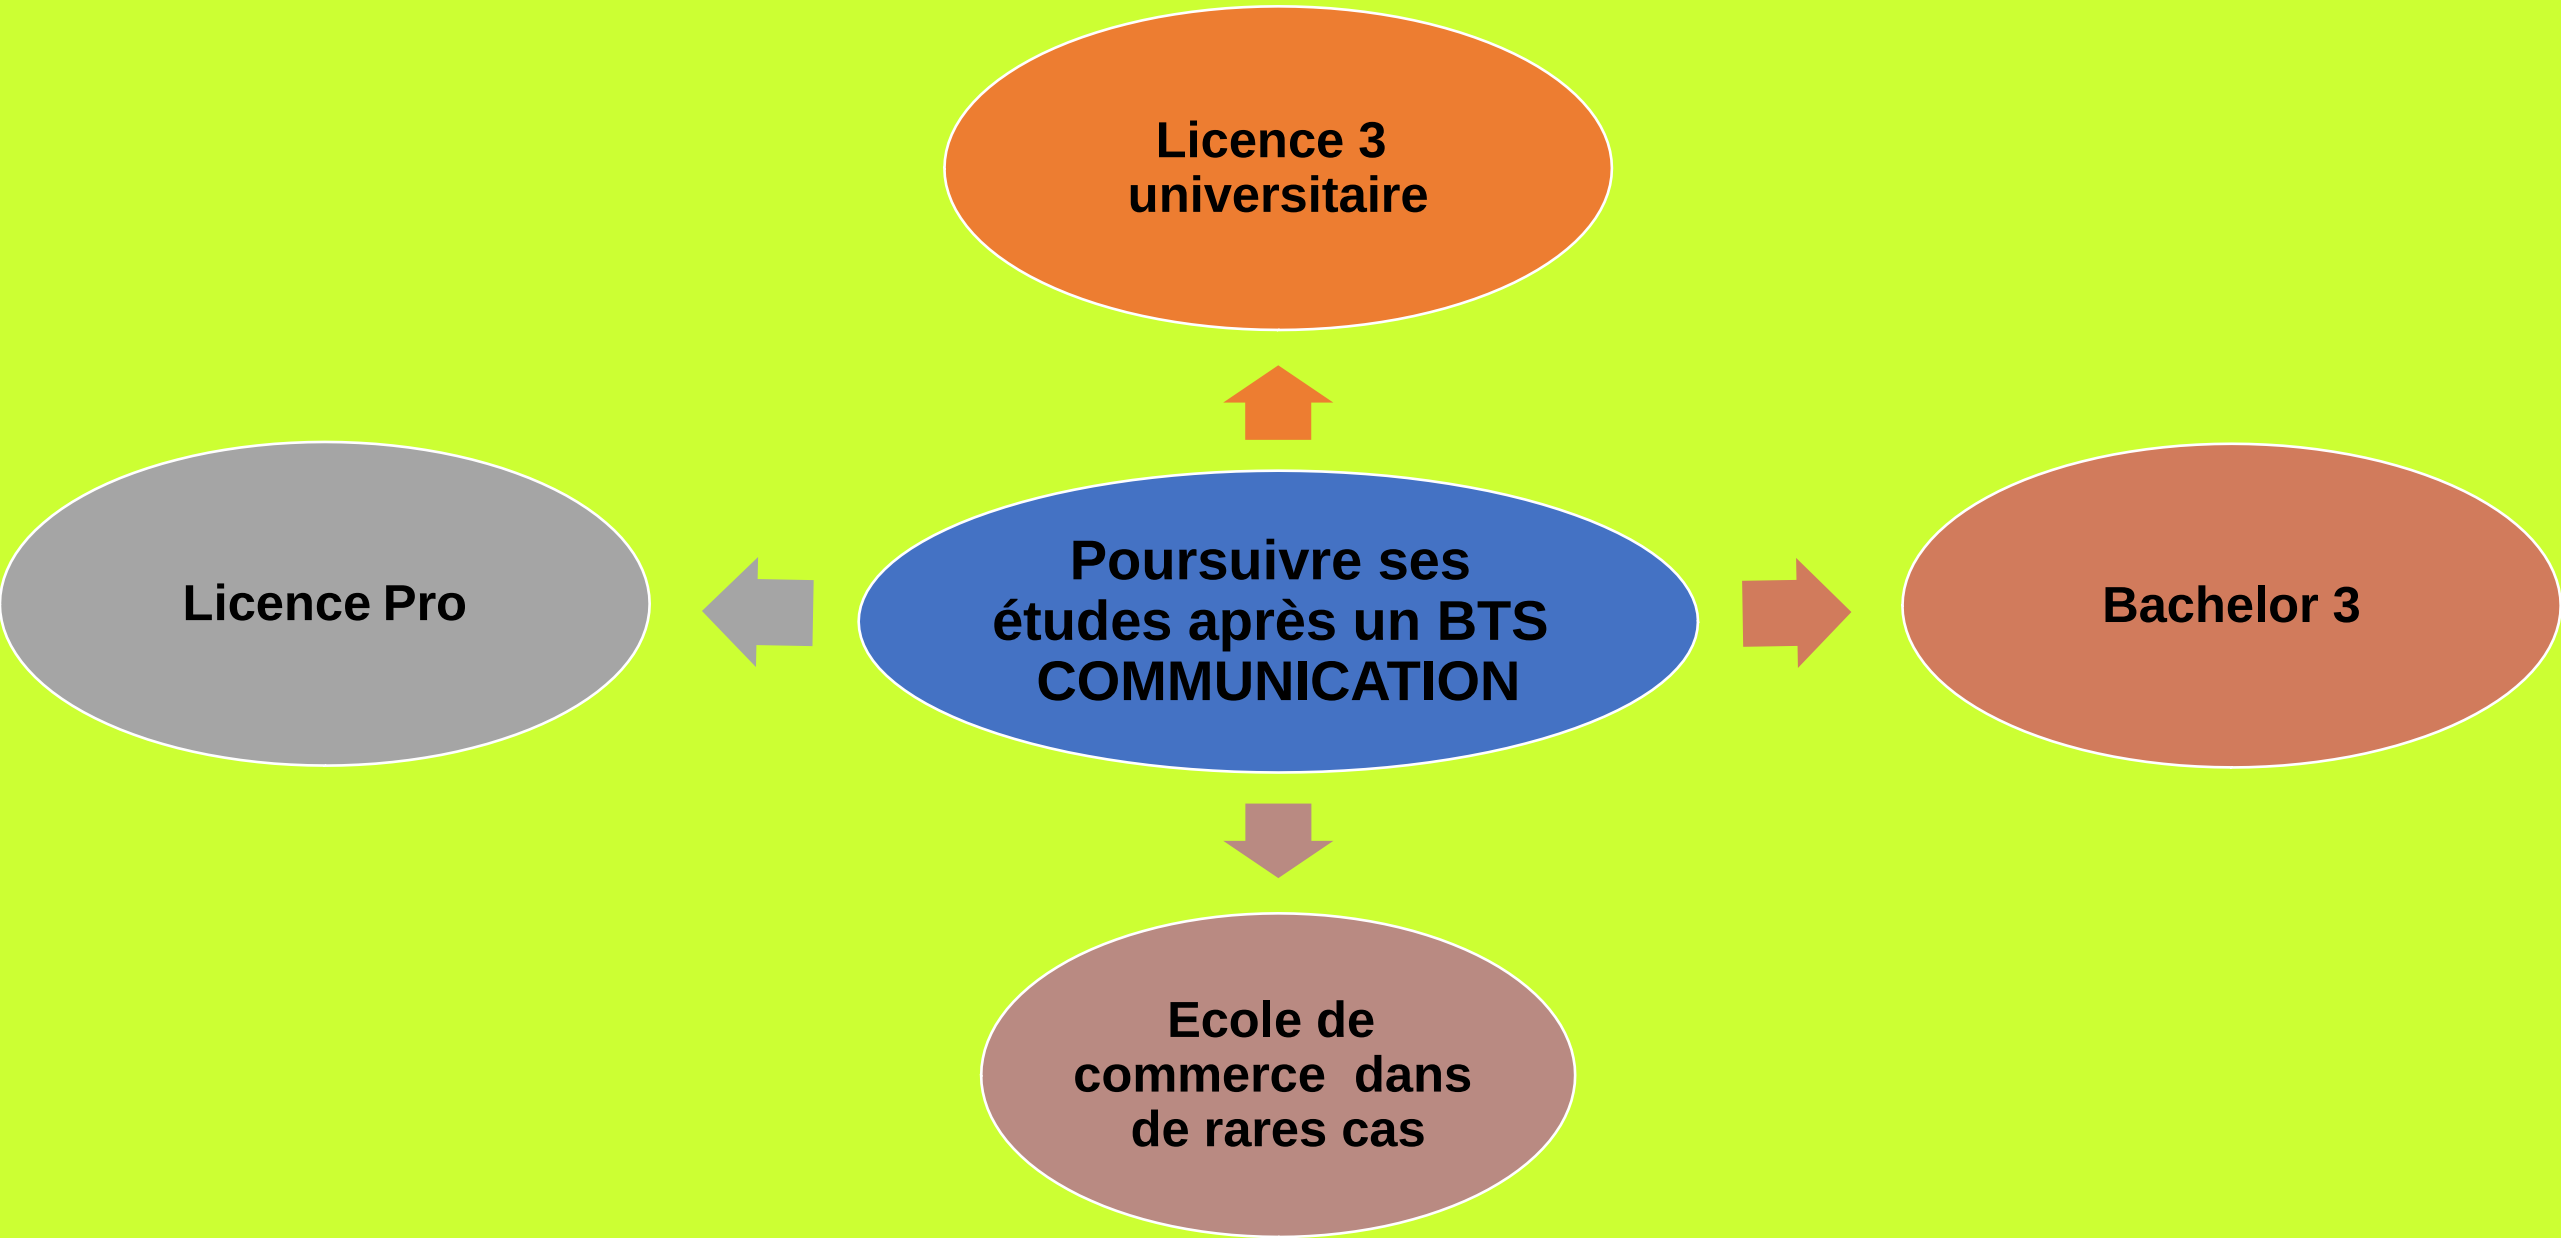 Licence 3
universitaire
Licence Pro
Poursuivre ses
études après un BTS
COMMUNICATION
Bachelor 3
Ecole de
commerce  dans
de rares cas